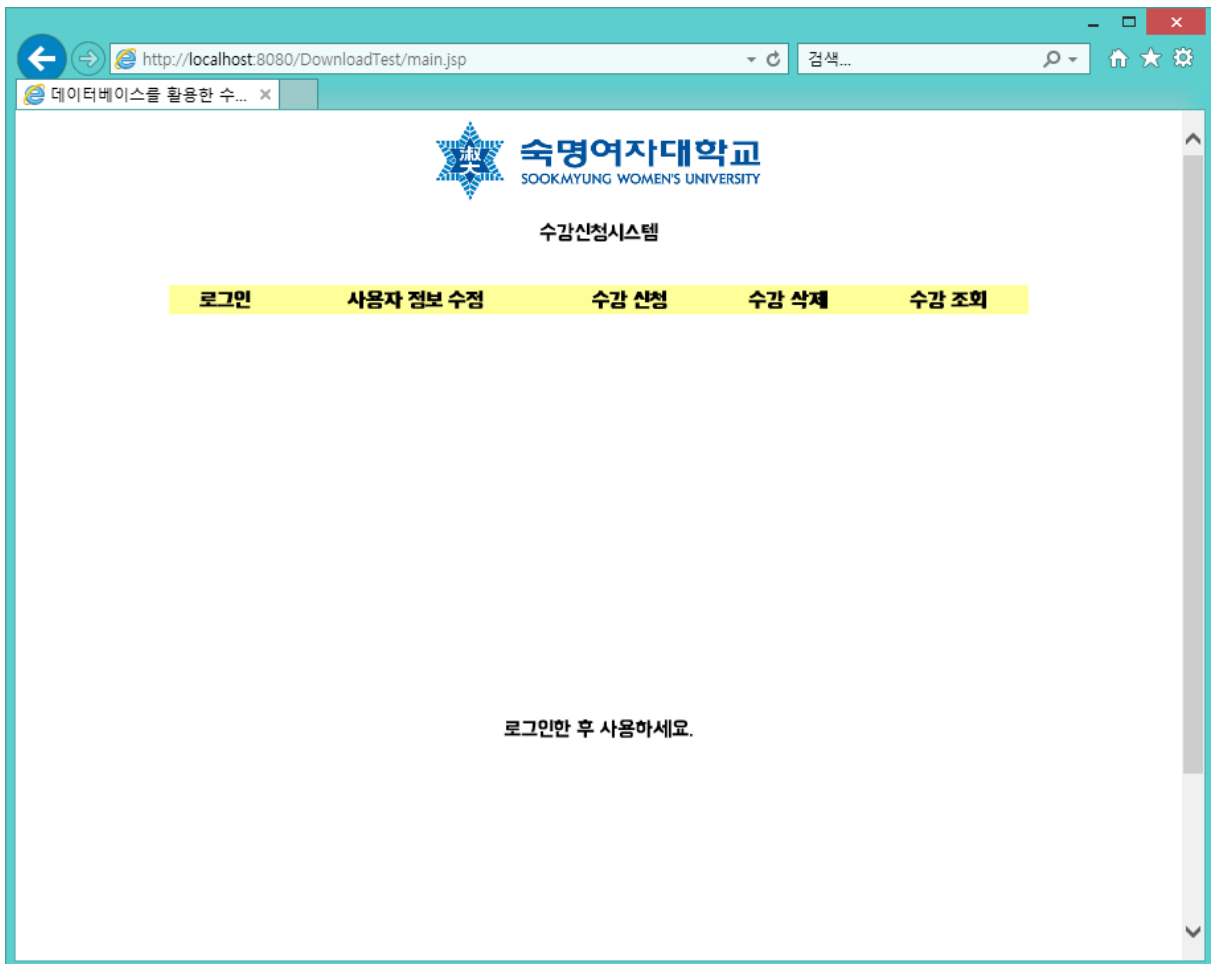 http://localhost:8080/DownloadTest/main.jsp 검색...
데이터베이스를 활용한 수...
淑大 숙명여자대학교
SOOKMYUNG WOMEN'S UNIVERSITY
수강신청시스템
로그인 사용자 정보 수정 수강 신청 수강 삭제 수강 조회
로그인한 후 사용하세요.